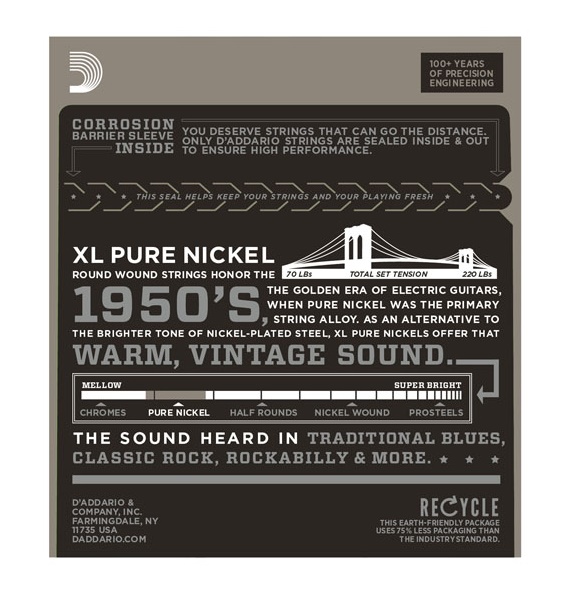 100+ YEARS
OF PRECISION
ENGINEERING
CORROSION
BARRIER SLEEVE
INSIDE
YOU DESERVE STRINGS THAT CAN GO THE DISTANCE.
ONLY D'ADDARIO STRINGS ARE SEALED INSIDE & OUT
TO ENSURE HIGH PERFORMANCE.
THIS SEAL HELPS KEEP YOUR STRINGS AND YOUR PLAYING FRESH
XL PURE NICKEL
70 LBs TOTAL SET TENSION 220 LBs
ROUND WOUND STRINGS HONOR THE
1950'S, THE GOLDEN ERA OF ELECTRIC GUITARS,
WHEN PURE NICKEL WAS THE PRIMARY
STRING ALLOY. AS AN ALTERNATIVE TO
THE BRIGHTER TONE OF NICKEL-PLATED STEEL, XL PURE NICKELS OFFER THAT
WARM, VINTAGE SOUND.
MELLOW SUPER BRIGHT
CHROMES PURE NICKEL HALF ROUNDS NICKEL WOUND PROSTEELS
THE SOUND HEARD IN TRADITIONAL BLUES,
CLASSIC ROCK, ROCKABILLY & MORE.
D'ADDARIO &
COMPANY, INC.
FARMINGDALE, NY
11735 USA
DADDARIO.COM
RECYCLE
THIS EARTH-FRIENDLY PACKAGE
USES 75% LESS PACKAGING THAN
THE INDUSTRY STANDARD.